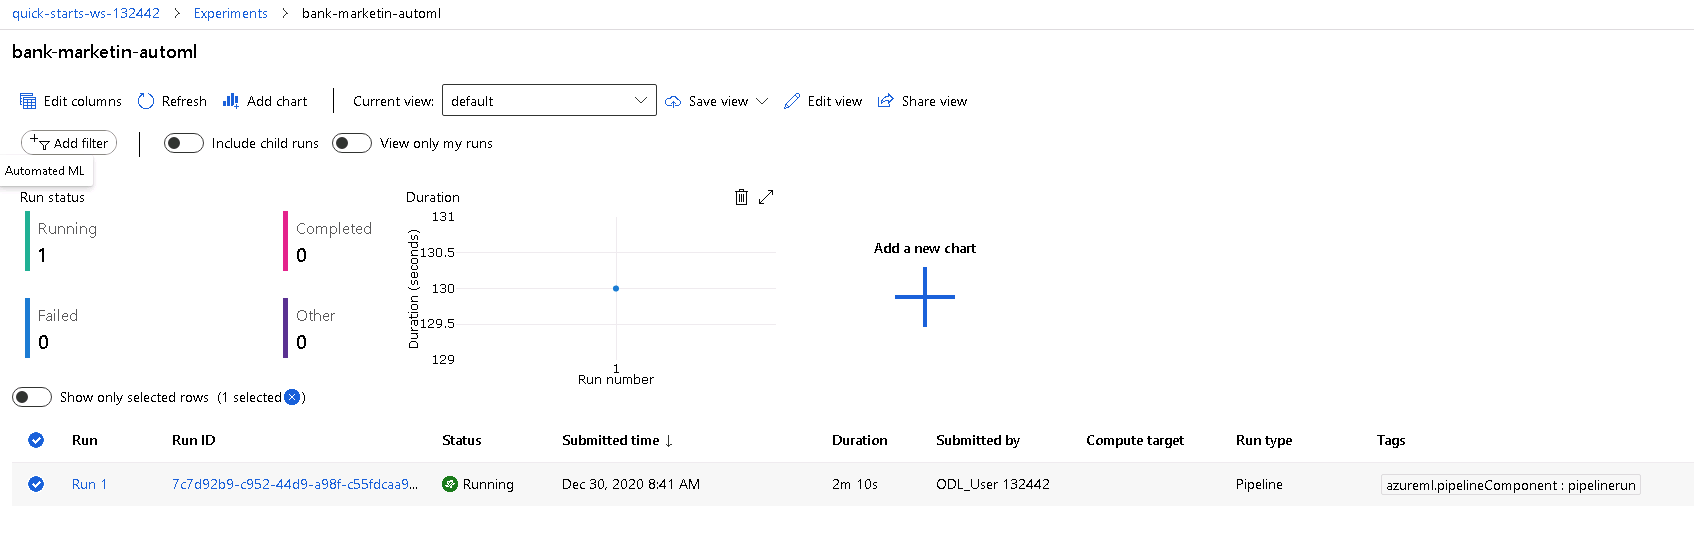 quick-starts-ws-132442 > Experiments > bank-marketin-automl
bank-marketin-automl
Edit columns Refresh Add chart Current view: default Save view Edit view Share view
Add filter Include child runs View only my runs
Automated ML
Run status
Running
1
Completed
0
Failed
0
Other
0
Duration
Duration (seconds)
131
130.5
130
129.5
129
1
Run number
Add a new chart
Show only selected rows (1 selected )
Run Run ID Status Submitted time ↓ Duration Submitted by Compute target Run type Tags
Run 1 7c7d92b9-c952-44d9-a98f-c55fdcaa9... Running Dec 30, 2020 8:41 AM 2m 10s ODL_User 132442 Pipeline azureml.pipelineComponent : pipelinerun